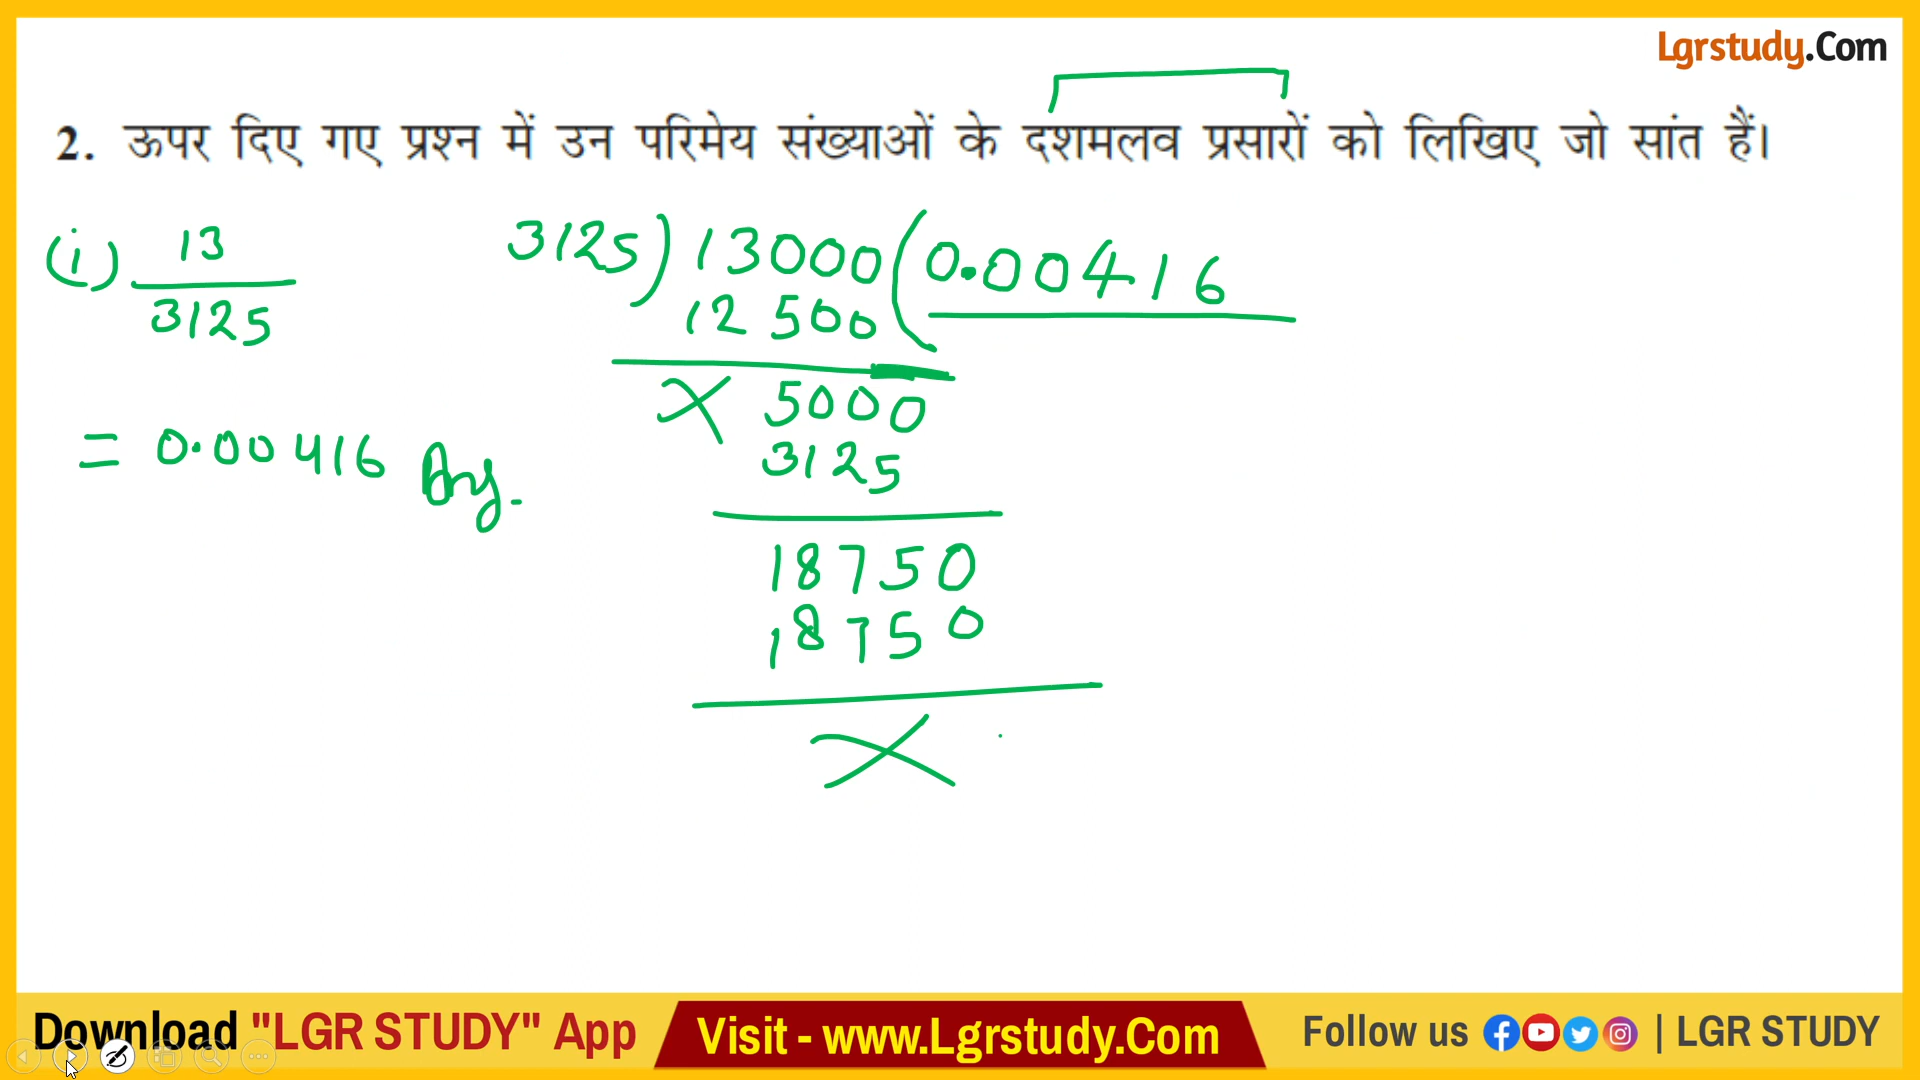 Lgrstudy.Com
2. ऊपर दिए गए प्रश्न में उन परिमेय संख्याओं के दशमलव प्रसारों को लिखिए जो सांत हैं।
(i) 13
3125
3125) 13000 (0.00416
12500
5000
3125
18750
18750
= 0.00416 Ans.
Download "LGR STUDY" App
Visit - www.Lgrstudy.Com
Follow us | LGR STUDY